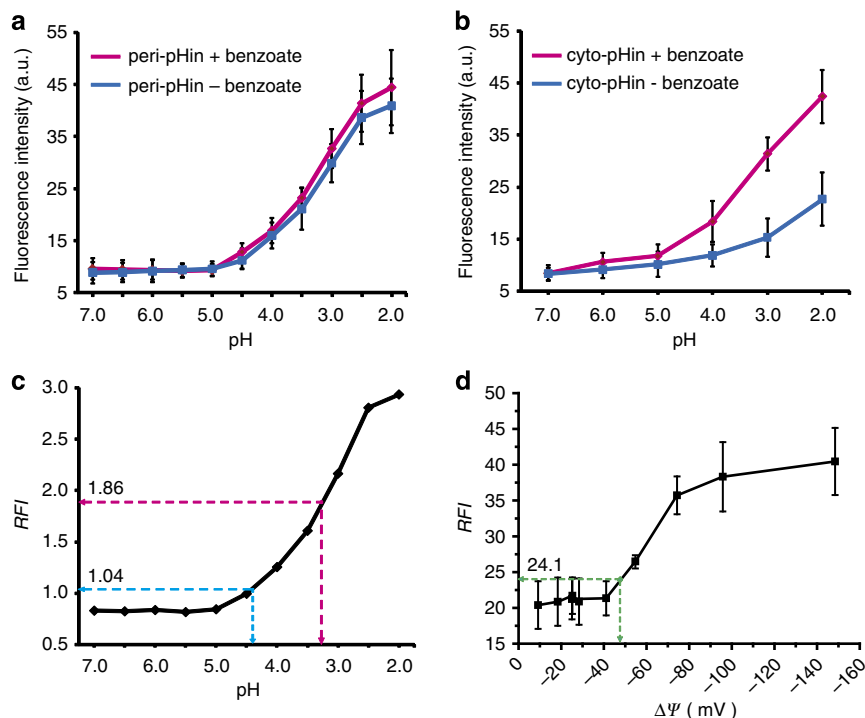 a
Fluorescence intensity (a.u.)
55
45
35
25
15
5
peri-pHin + benzoate
peri-pHin – benzoate
7.0 6.0 5.0 4.0 3.0 2.0
pH
b
Fluorescence intensity (a.u.)
55
45
35
25
15
5
cyto-pHin + benzoate
cyto-pHin - benzoate
7.0 6.0 5.0 4.0 3.0 2.0
pH
c
RFI
3.0
2.5
2.0
1.5
1.0
0.5
1.86
1.04
7.0 6.0 5.0 4.0 3.0 2.0
pH
d
RFI
50
45
40
35
30
25
20
15
24.1
0 –20 –40 –60 –80 –100 –120 –140 –160
ΔΨ ( mV)